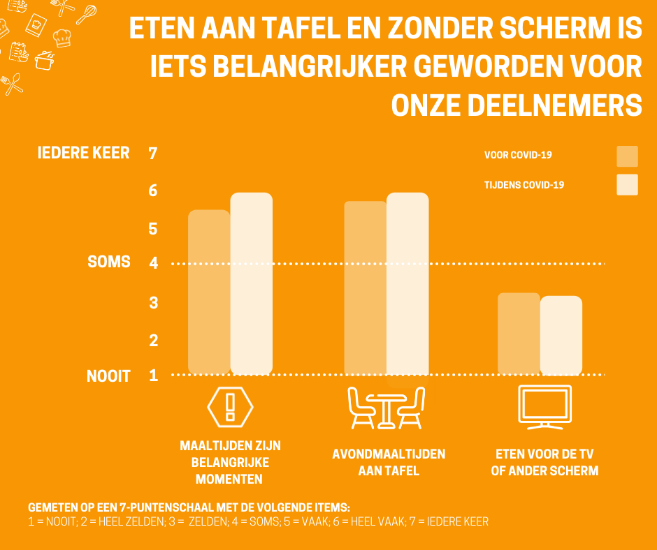 ETEN AAN TAFEL EN ZONDER SCHERM IS
IETS BELANGRIJKER GEWORDEN VOOR
ONZE DEELNEMERS
IEDERE KEER 7
VOOR COVID-19
TIJDENS COVID-19
6
5
SOMS 4
3
2
NOOIT 1
MAALTIJDEN ZIJN
BELANGRIJKE
MOMENTEN
AVONDMAALTIJDEN
AAN TAFEL
ETEN VOOR DE TV
OF ANDER SCHERM
GEMETEN OP EEN 7-PUNTENSCHAAL MET DE VOLGENDE ITEMS:
1 = NOOIT; 2 = HEEL ZELDEN; 3 = ZELDEN; 4 = SOMS; 5 = VAAK; 6 = HEEL VAAK; 7 = IEDERE KEER